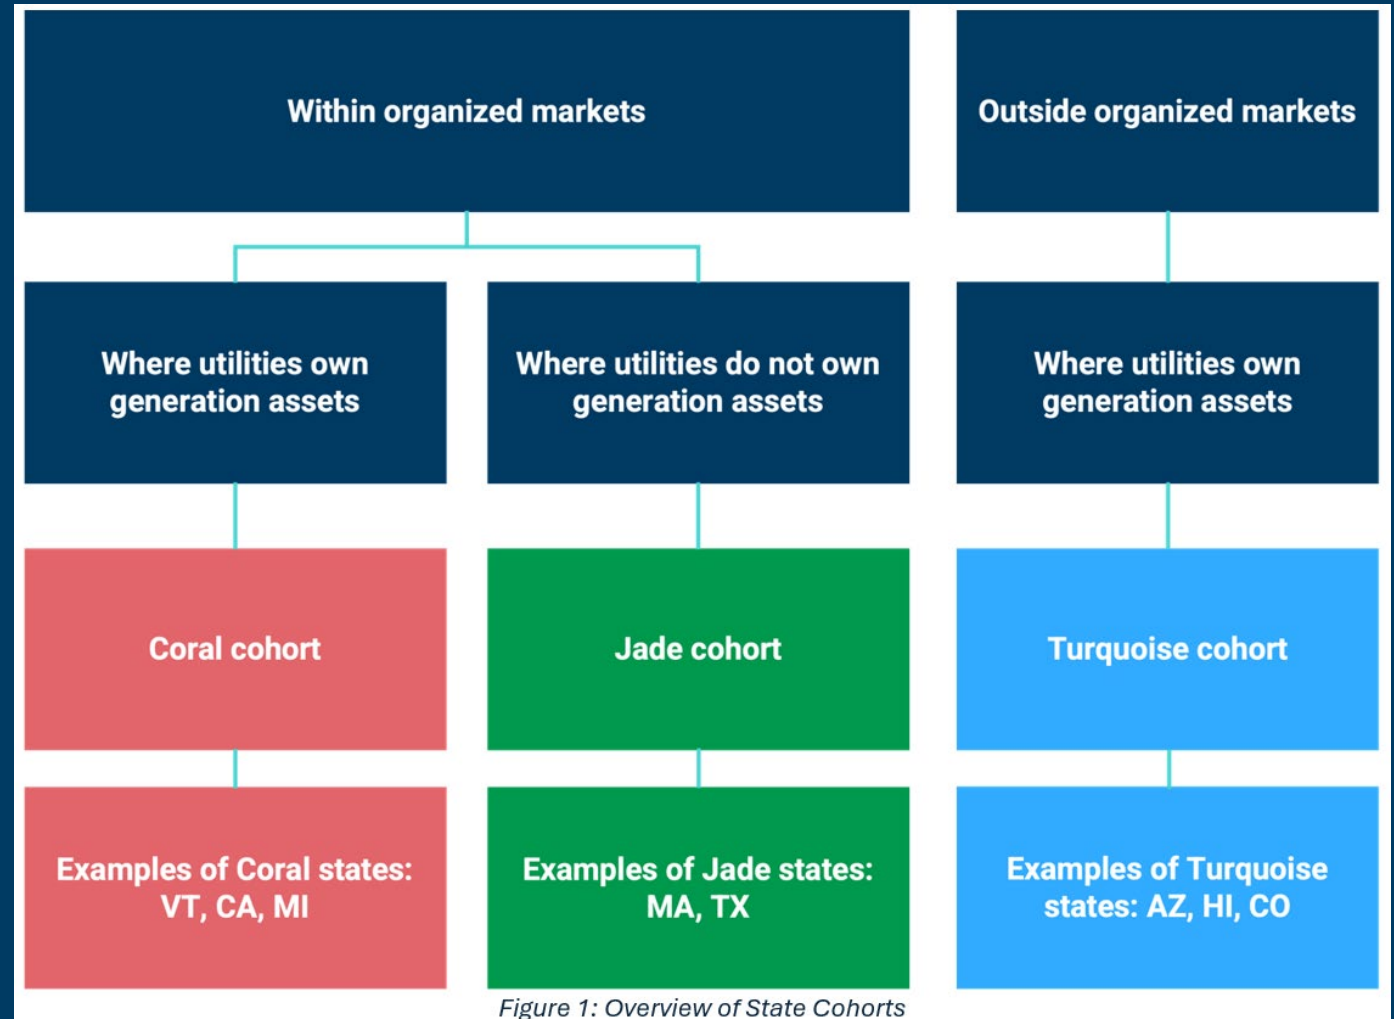 Within organized markets
Outside organized markets
Where utilities own
generation assets
Where utilities do not own
generation assets
Where utilities own
generation assets
Coral cohort
Jade cohort
Turquoise cohort
Examples of Coral states:
VT, CA, MI
Examples of Jade states:
MA, TX
Examples of Turquoise
states: AZ, HI, CO
Figure 1: Overview of State Cohorts